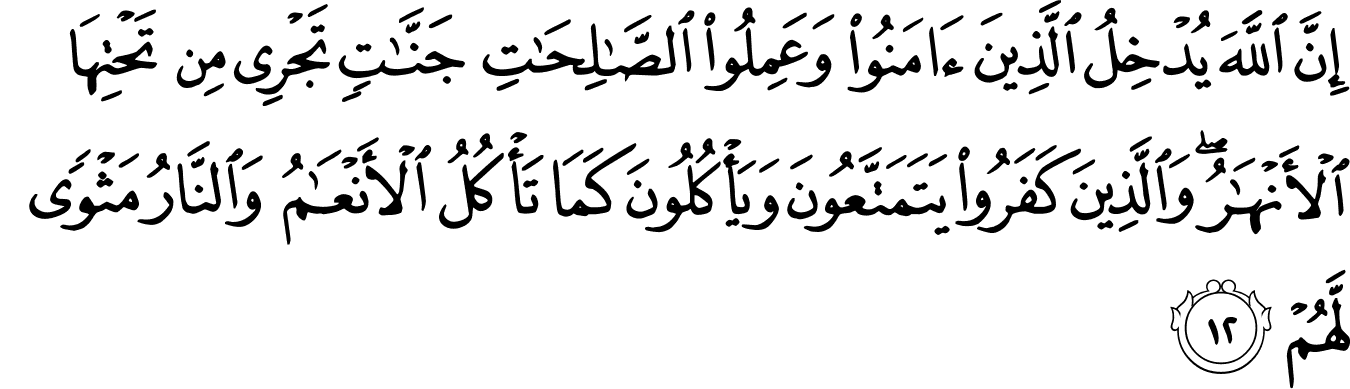 إِنَّ ٱللَّهَ يُدْخِلُ ٱلَّذِينَ ءَامَنُوا۟ وَعَمِلُوا۟ ٱلصَّـٰلِحَـٰتِ جَنَّـٰتٍ تَجْرِى مِن تَحْتِهَا
ٱلْأَنْهَـٰرُ ۖ وَٱلَّذِينَ كَفَرُوا۟ يَتَمَتَّعُونَ وَيَأْكُلُونَ كَمَا تَأْكُلُ ٱلْأَنْعَـٰمُ وَٱلنَّارُ مَثْوًى
لَّهُمْ ١٢